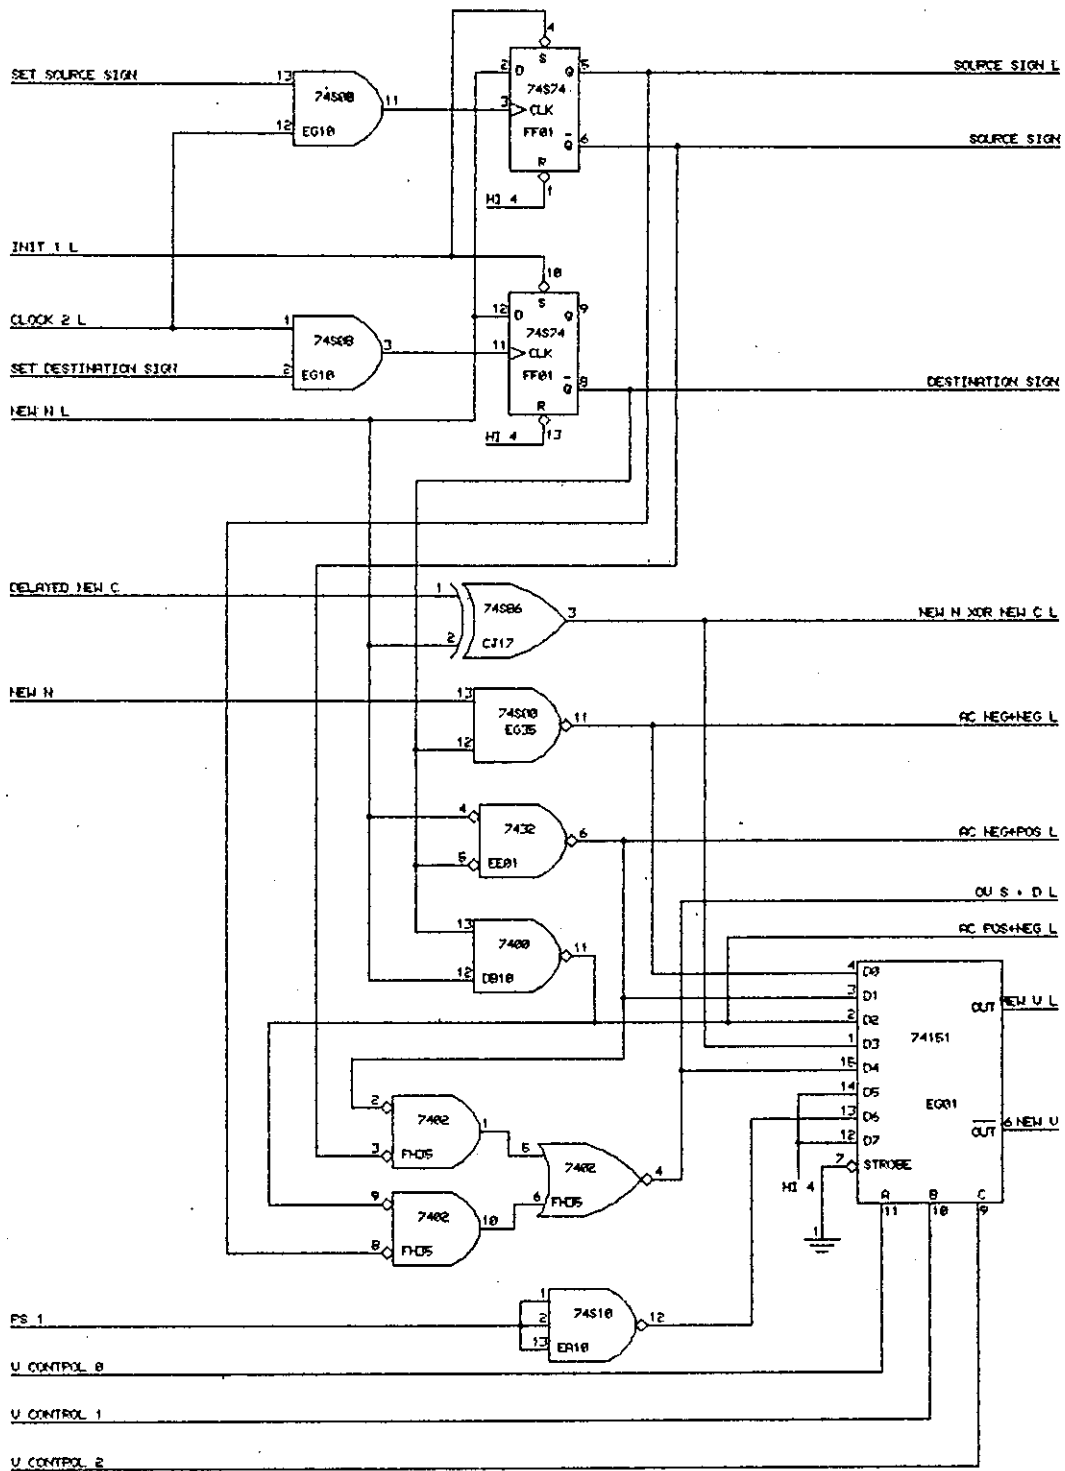 4
SET SOURCE SIGN 13 2 D S Q 5 SOURCE SIGN L
74S08 11 74S74
3 CLK
12 EG10 FF01 Q 6 SOURCE SIGN
R
HI 4 1
INIT 1 L
10
S
CLOCK 2 L 1 12 D Q 9
74S08 3 74S74
11 CLK
SET DESTINATION SIGN 2 EG10 FF01 Q 8 DESTINATION SIGN
R
NEW N L
HI 4 13
DELAYED NEW C 1
74S86 3 NEW N XOR NEW C L
2 CJ17
NEW N 13
74S00 11 AC NEG+NEG L
EG35
12
4
7432 6 AC NEG+POS L
5 EE01
OV S + D L
13 AC POS+NEG L
7400 11
12 DB10 4 D0
3 D1 OUT NEW V L
2 D2
1 D3 74151
15 D4
14 D5
2 7402 1 13 D6 EG01
3 FH35 5 12 D7 OUT 6 NEW V
7402 4 7 STROBE
9 6 FH35 HI 4 A B C
7402 10 11 10 9
8 FH35 1
1
74S10
PS 1 2 12
13 EA10
V CONTROL 0
V CONTROL 1
V CONTROL 2